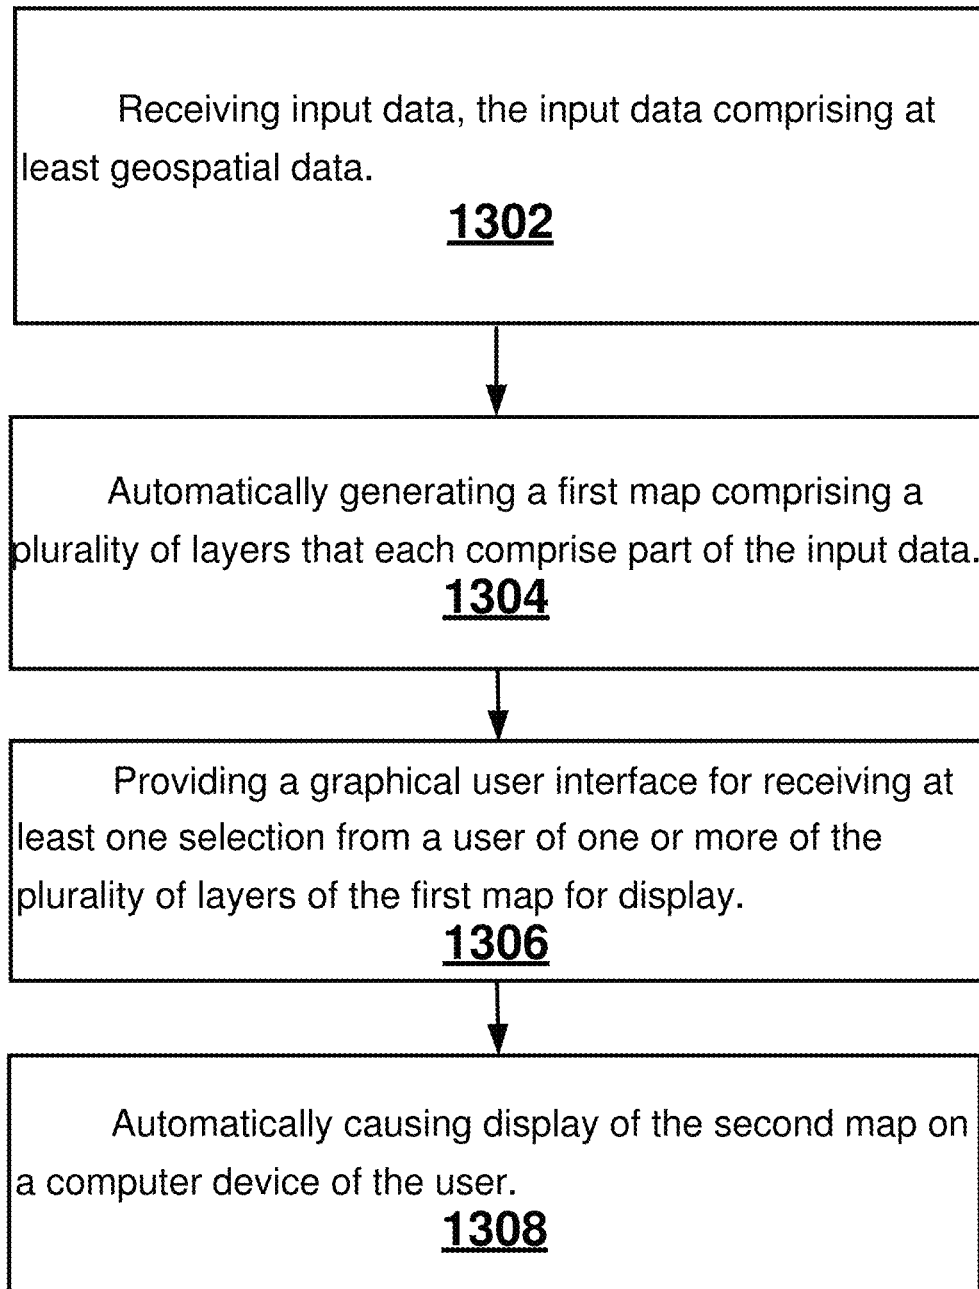 Receiving input data, the input data comprising at
least geospatial data.
1302
Automatically generating a first map comprising a
plurality of layers that each comprise part of the input data.
1304
Providing a graphical user interface for receiving at
least one selection from a user of one or more of the
plurality of layers of the first map for display.
1306
Automatically causing display of the second map on
a computer device of the user.
1308